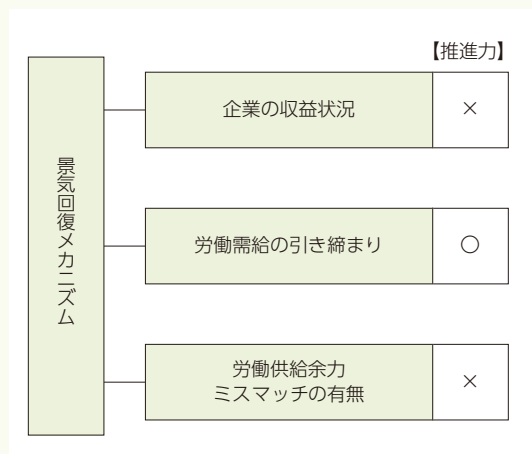 【推進力】
景気回復メカニズム
企業の収益状況
×
労働需給の引き締まり
○
労働供給余力
ミスマッチの有無
×